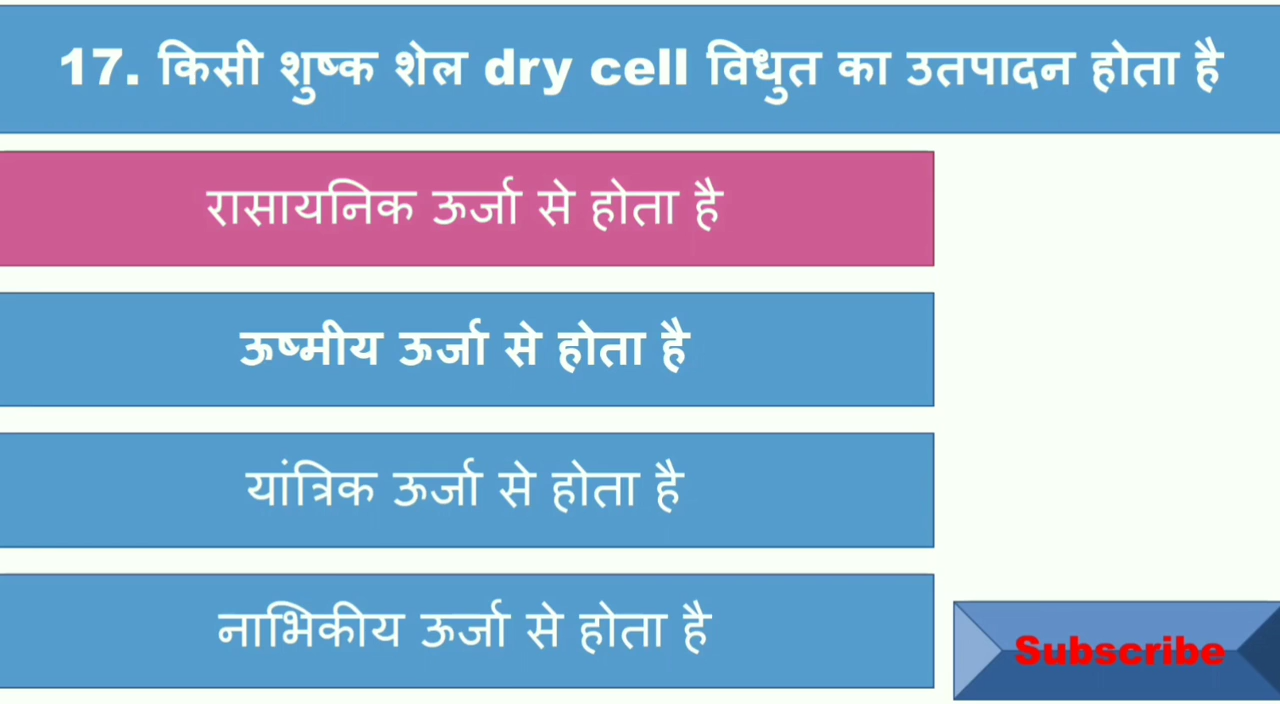 17. किसी शुष्क शेल dry cell विधुत का उतपादन होता है
रासायनिक ऊर्जा से होता है
ऊष्मीय ऊर्जा से होता है
यांत्रिक ऊर्जा से होता है
नाभिकीय ऊर्जा से होता है
Subscribe